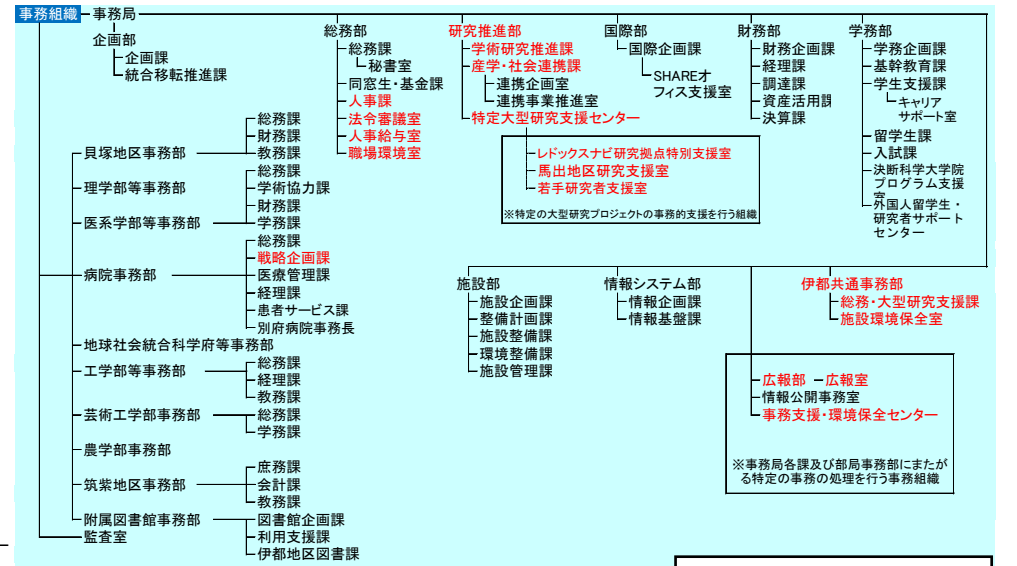 事務組織
事務局
企画部
企画課
統合移転推進課
総務部
総務課
秘書室
同窓生・基金課
人事課
法令審議室
人事給与室
職場環境室
研究推進部
学術研究推進課
産学・社会連携課
連携企画室
連携事業推進室
特定大型研究支援センター
レドックスナビ研究拠点特別支援室
馬出地区研究支援室
若手研究者支援室
※特定の大型研究プロジェクトの事務的支援を行う組織
国際部
国際企画課
SHAREオ
フィス支援室
財務部
財務企画課
経理課
調達課
資産活用課
決算課
学務部
学務企画課
基幹教育課
学生支援課
キャリア
サポート室
留学生課
入試課
決断科学大学院
プログラム支援
室
外国人留学生・
研究者サポート
センター
貝塚地区事務部
総務課
財務課
教務課
理学部等事務部
総務課
学術協力課
医系学部等事務部
財務課
学務課
病院事務部
総務課
戦略企画課
医療管理課
経理課
患者サービス課
別府病院事務長
地球社会統合科学府等事務部
工学部等事務部
総務課
経理課
教務課
芸術工学部事務部
総務課
学務課
農学部事務部
筑紫地区事務部
庶務課
会計課
教務課
附属図書館事務部
図書館企画課
利用支援課
伊都地区図書課
監査室
施設部
施設企画課
整備計画課
施設整備課
環境整備課
施設管理課
情報システム部
情報企画課
情報基盤課
伊都共通事務部
総務・大型研究支援課
施設環境保全室
広報部 広報室
情報公開事務室
事務支援・環境保全センター
※事務局各課及び部局事務部にまたが
る特定の事務の処理を行う事務組織